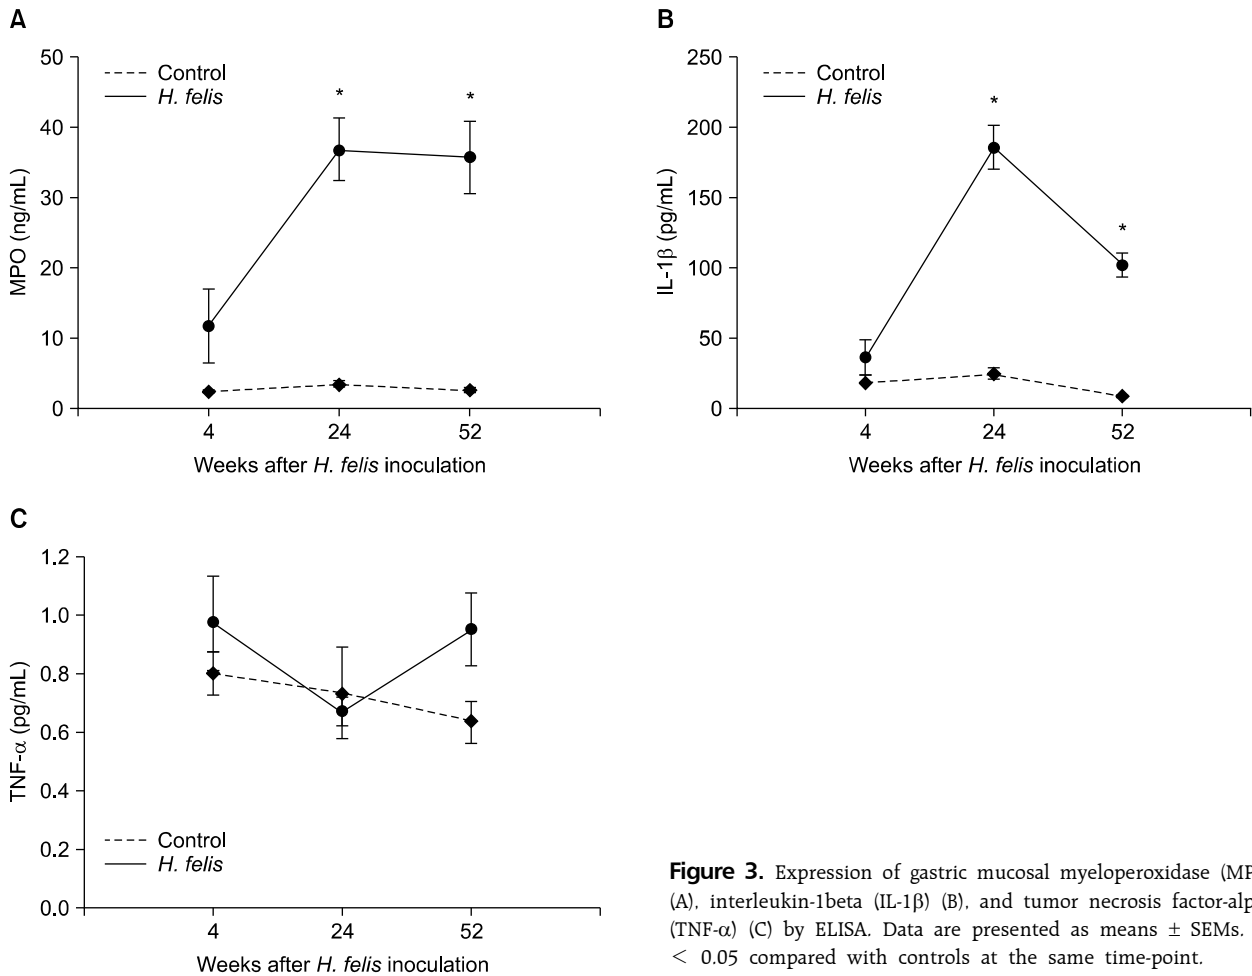 A
50
40
30
20
10
0
MPO (ng/mL)
Control
H. felis
*
*
4
24
52
Weeks after H. felis inoculation
B
250
200
150
100
50
0
IL-1β (pg/mL)
Control
H. felis
*
*
4
24
52
Weeks after H. felis inoculation
C
1.2
1.0
0.8
0.6
0.4
0.2
0.0
TNF-α (pg/mL)
Control
H. felis
4
24
52
Weeks after H. felis inoculation
Figure 3. Expression of gastric mucosal myeloperoxidase (MP
(A), interleukin-1beta (IL-1β) (B), and tumor necrosis factor-alp
(TNF-α) (C) by ELISA. Data are presented as means ± SEMs.
< 0.05 compared with controls at the same time-point.